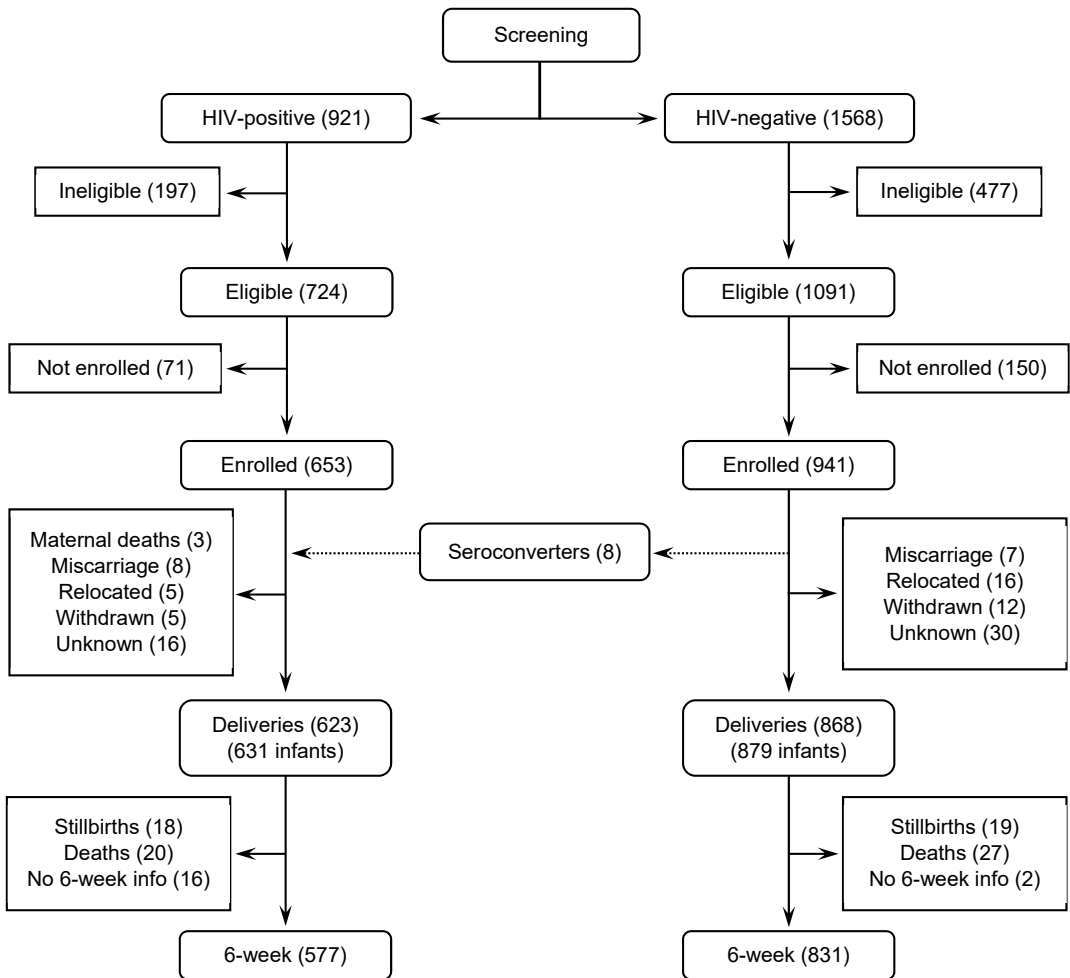 Screening
HIV-positive (921)
HIV-negative (1568)
Ineligible (197)
Ineligible (477)
Eligible (724)
Eligible (1091)
Not enrolled (71)
Not enrolled (150)
Enrolled (653)
Enrolled (941)
Maternal deaths (3)
Miscarriage (8)
Relocated (5)
Withdrawn (5)
Unknown (16)
Seroconverters (8)
Miscarriage (7)
Relocated (16)
Withdrawn (12)
Unknown (30)
Deliveries (623)
(631 infants)
Deliveries (868)
(879 infants)
Stillbirths (18)
Deaths (20)
No 6-week info (16)
Stillbirths (19)
Deaths (27)
No 6-week info (2)
6-week (577)
6-week (831)